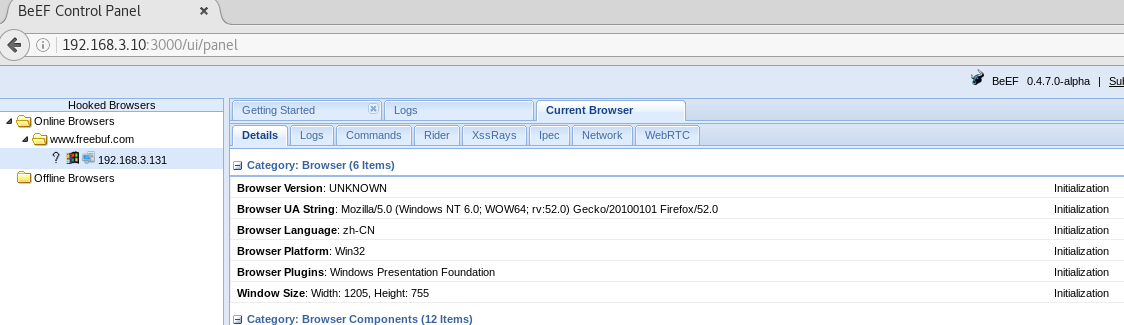 BeEF Control Panel
192.168.3.10:3000/ui/panel
BeEF 0.4.7.0-alpha | Sub
Hooked Browsers
Online Browsers
www.freebuf.com
? 192.168.3.131
Offline Browsers
Getting Started Logs Current Browser
Details Logs Commands Rider XssRays Ipec Network WebRTC
Category: Browser (6 Items)
Browser Version: UNKNOWN Initialization
Browser UA String: Mozilla/5.0 (Windows NT 6.0; WOW64; rv:52.0) Gecko/20100101 Firefox/52.0 Initialization
Browser Language: zh-CN Initialization
Browser Platform: Win32 Initialization
Browser Plugins: Windows Presentation Foundation Initialization
Window Size: Width: 1205, Height: 755 Initialization
Category: Browser Components (12 Items)